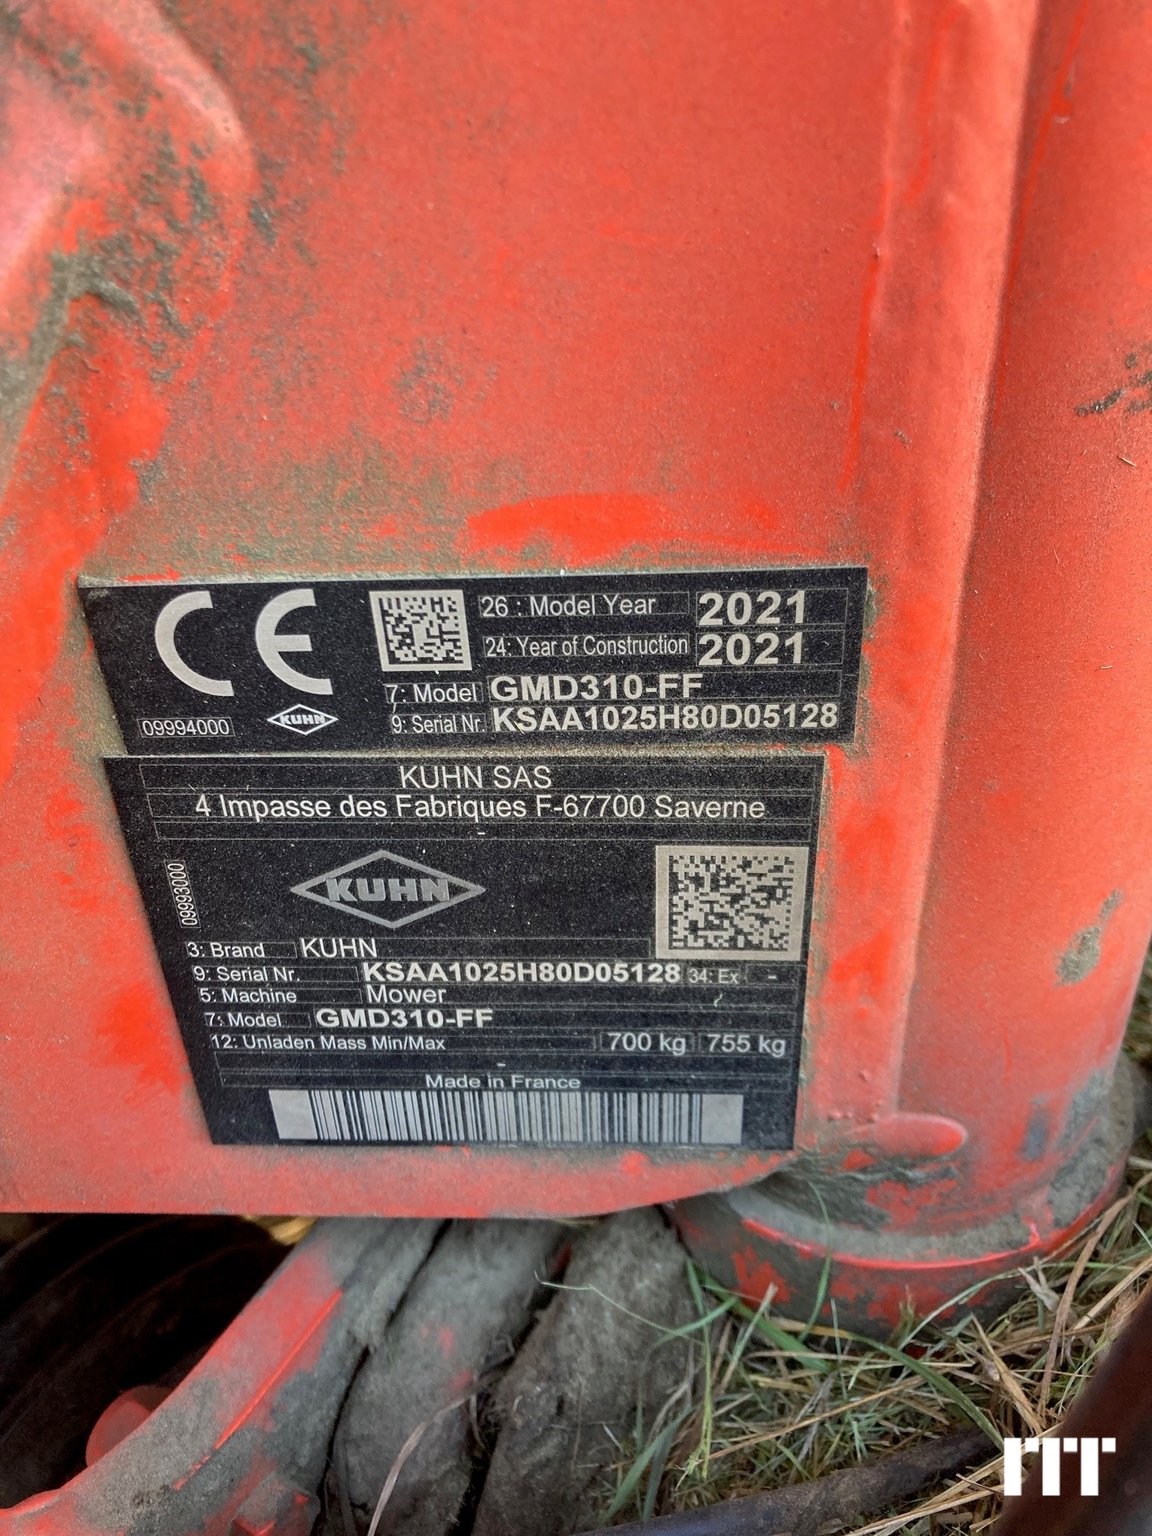 CE
26 : Model Year 2021
24: Year of Construction 2021
7: Model GMD310-FF
9: Serial Nr. KSAA1025H80D05128
09994000
KUHN
KUHN SAS
4 Impasse des Fabriques F-67700 Saverne
-
KUHN
09993000
3: Brand KUHN
9: Serial Nr. KSAA1025H80D05128 34: Ex -
5: Machine Mower
7: Model GMD310-FF
12: Unladen Mass Min/Max 700 kg 755 kg
-
Made in France